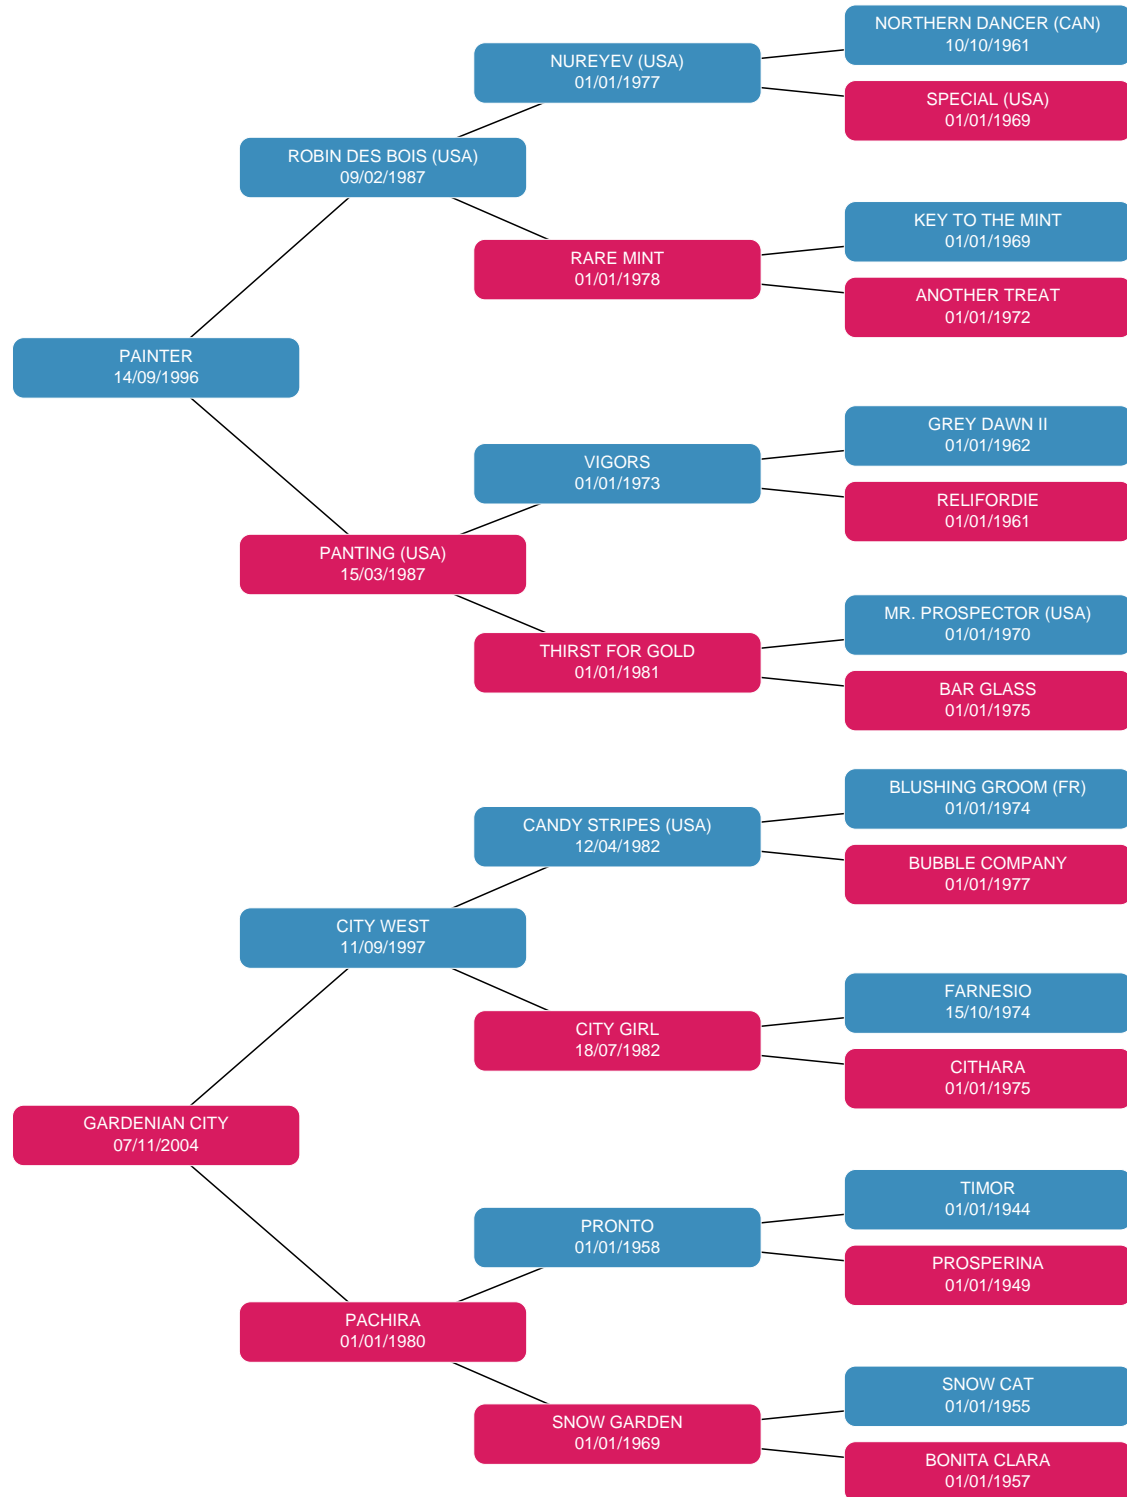 NORTHERN DANCER (CAN)
10/10/1961
NUREYEV (USA)
01/01/1977
SPECIAL (USA)
01/01/1969
ROBIN DES BOIS (USA)
09/02/1987
KEY TO THE MINT
01/01/1969
RARE MINT
01/01/1978
ANOTHER TREAT
01/01/1972
PAINTER
14/09/1996
GREY DAWN II
01/01/1962
VIGORS
01/01/1973
RELIFORDIE
01/01/1961
PANTING (USA)
15/03/1987
MR. PROSPECTOR (USA)
01/01/1970
THIRST FOR GOLD
01/01/1981
BAR GLASS
01/01/1975
BLUSHING GROOM (FR)
01/01/1974
CANDY STRIPES (USA)
12/04/1982
BUBBLE COMPANY
01/01/1977
CITY WEST
11/09/1997
FARNESIO
15/10/1974
CITY GIRL
18/07/1982
CITHARA
01/01/1975
GARDENIAN CITY
07/11/2004
TIMOR
01/01/1944
PRONTO
01/01/1958
PROSPERINA
01/01/1949
PACHIRA
01/01/1980
SNOW CAT
01/01/1955
SNOW GARDEN
01/01/1969
BONITA CLARA
01/01/1957